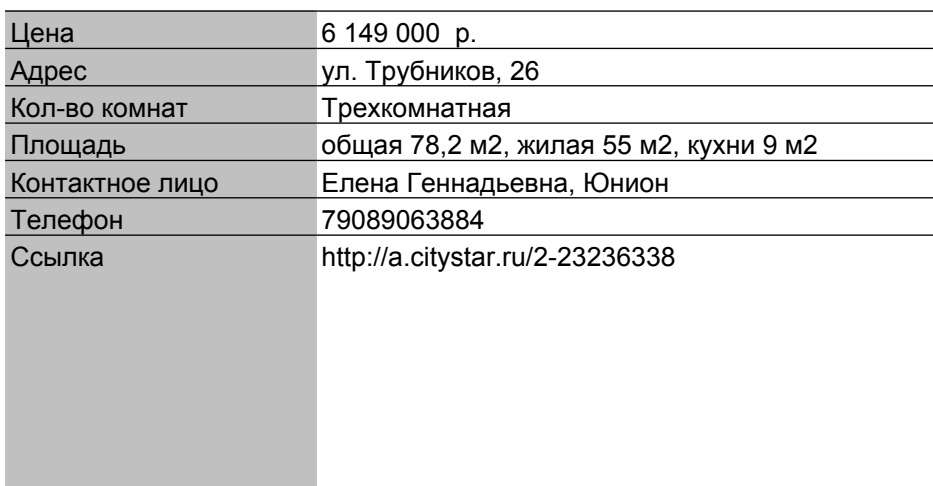 Цена 6 149 000 р.
Адрес ул. Трубников, 26
Кол-во комнат Трехкомнатная
Площадь общая 78,2 м2, жилая 55 м2, кухни 9 м2
Контактное лицо Елена Геннадьевна, Юнион
Телефон 79089063884
Ссылка http://a.citystar.ru/2-23236338